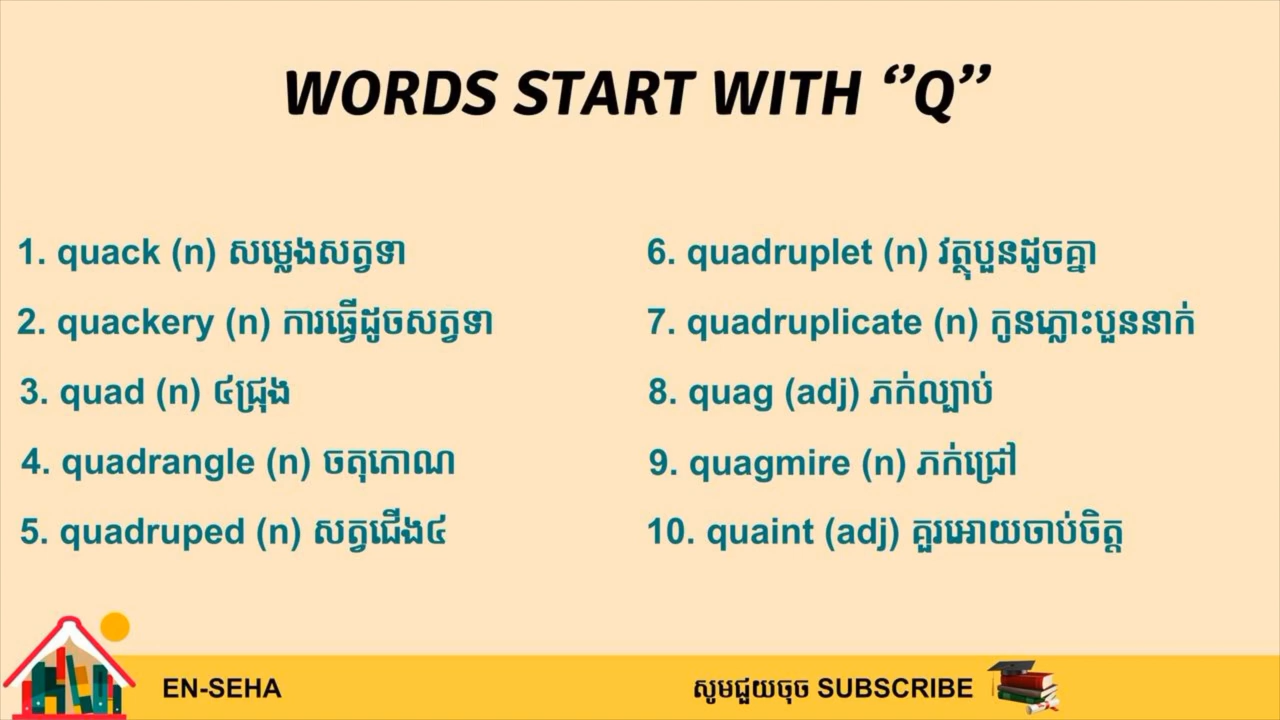 WORDS START WITH ‘’Q’’
1. quack (n) សម្លេងសត្វទា
2. quackery (n) ការធ្វើដូចសត្វទា
3. quad (n) ៤ជ្រុង
4. quadrangle (n) ចតុកោណ
5. quadruped (n) សត្វជើង៤
6. quadruplet (n) វត្ថុបួនដូចគ្នា
7. quadruplicate (n) កូនភ្លោះបួននាក់
8. quag (adj) ភក់ល្បាប់
9. quagmire (n) ភក់ជ្រៅ
10. quaint (adj) គួរអោយចាប់ចិត្ត
EN-SEHA
សូមជួយចុច SUBSCRIBE